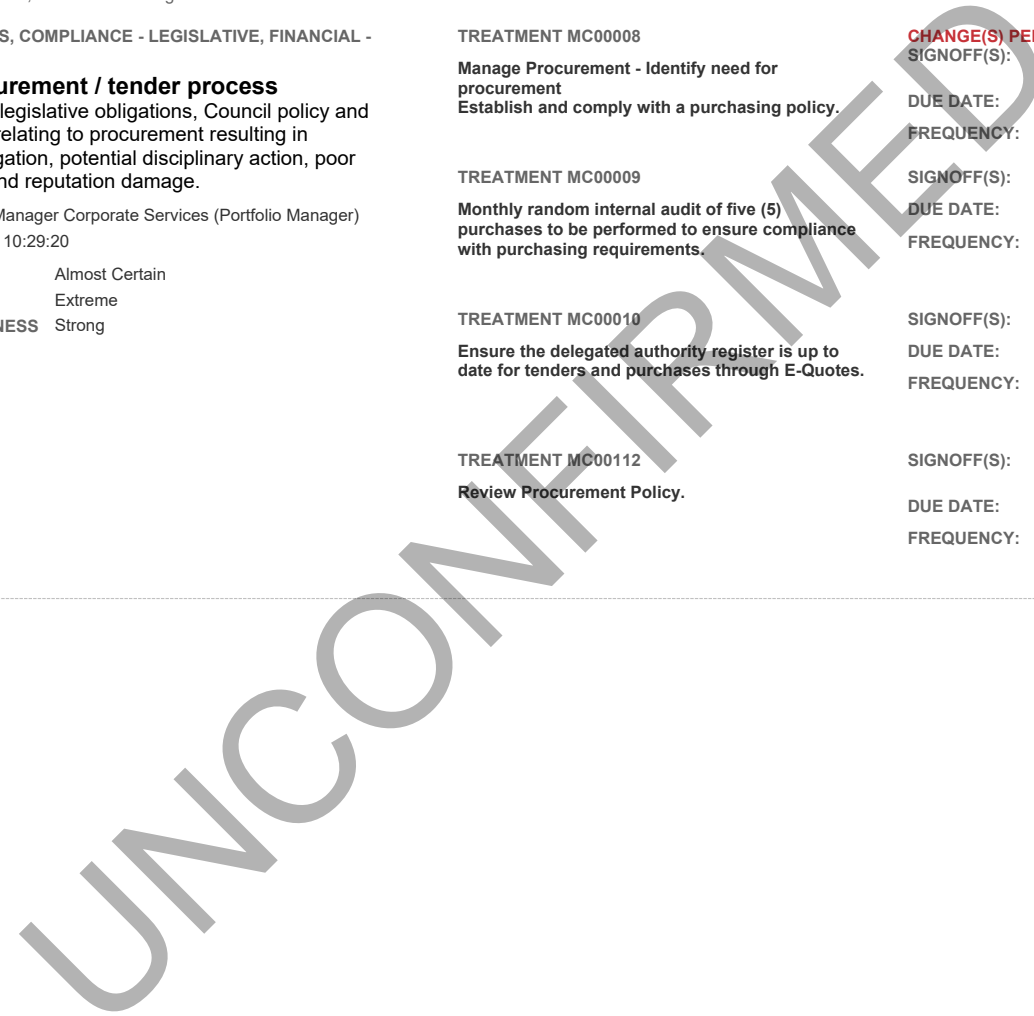 S, COMPLIANCE - LEGISLATIVE, FINANCIAL -
urement / tender process
legislative obligations, Council policy and
relating to procurement resulting in
gation, potential disciplinary action, poor
nd reputation damage.
Manager Corporate Services (Portfolio Manager)
10:29:20
Almost Certain
Extreme
NESS Strong
TREATMENT MC00008
Manage Procurement - Identify need for
procurement
Establish and comply with a purchasing policy.
TREATMENT MC00009
Monthly random internal audit of five (5)
purchases to be performed to ensure compliance
with purchasing requirements.
TREATMENT MC00010
Ensure the delegated authority register is up to
date for tenders and purchases through E-Quotes.
TREATMENT MC00112
Review Procurement Policy.
CHANGE(S) PE
SIGNOFF(S):
DUE DATE:
FREQUENCY:
SIGNOFF(S):
DUE DATE:
FREQUENCY:
SIGNOFF(S):
DUE DATE:
FREQUENCY:
SIGNOFF(S):
DUE DATE:
FREQUENCY:
UNCONFIRMED